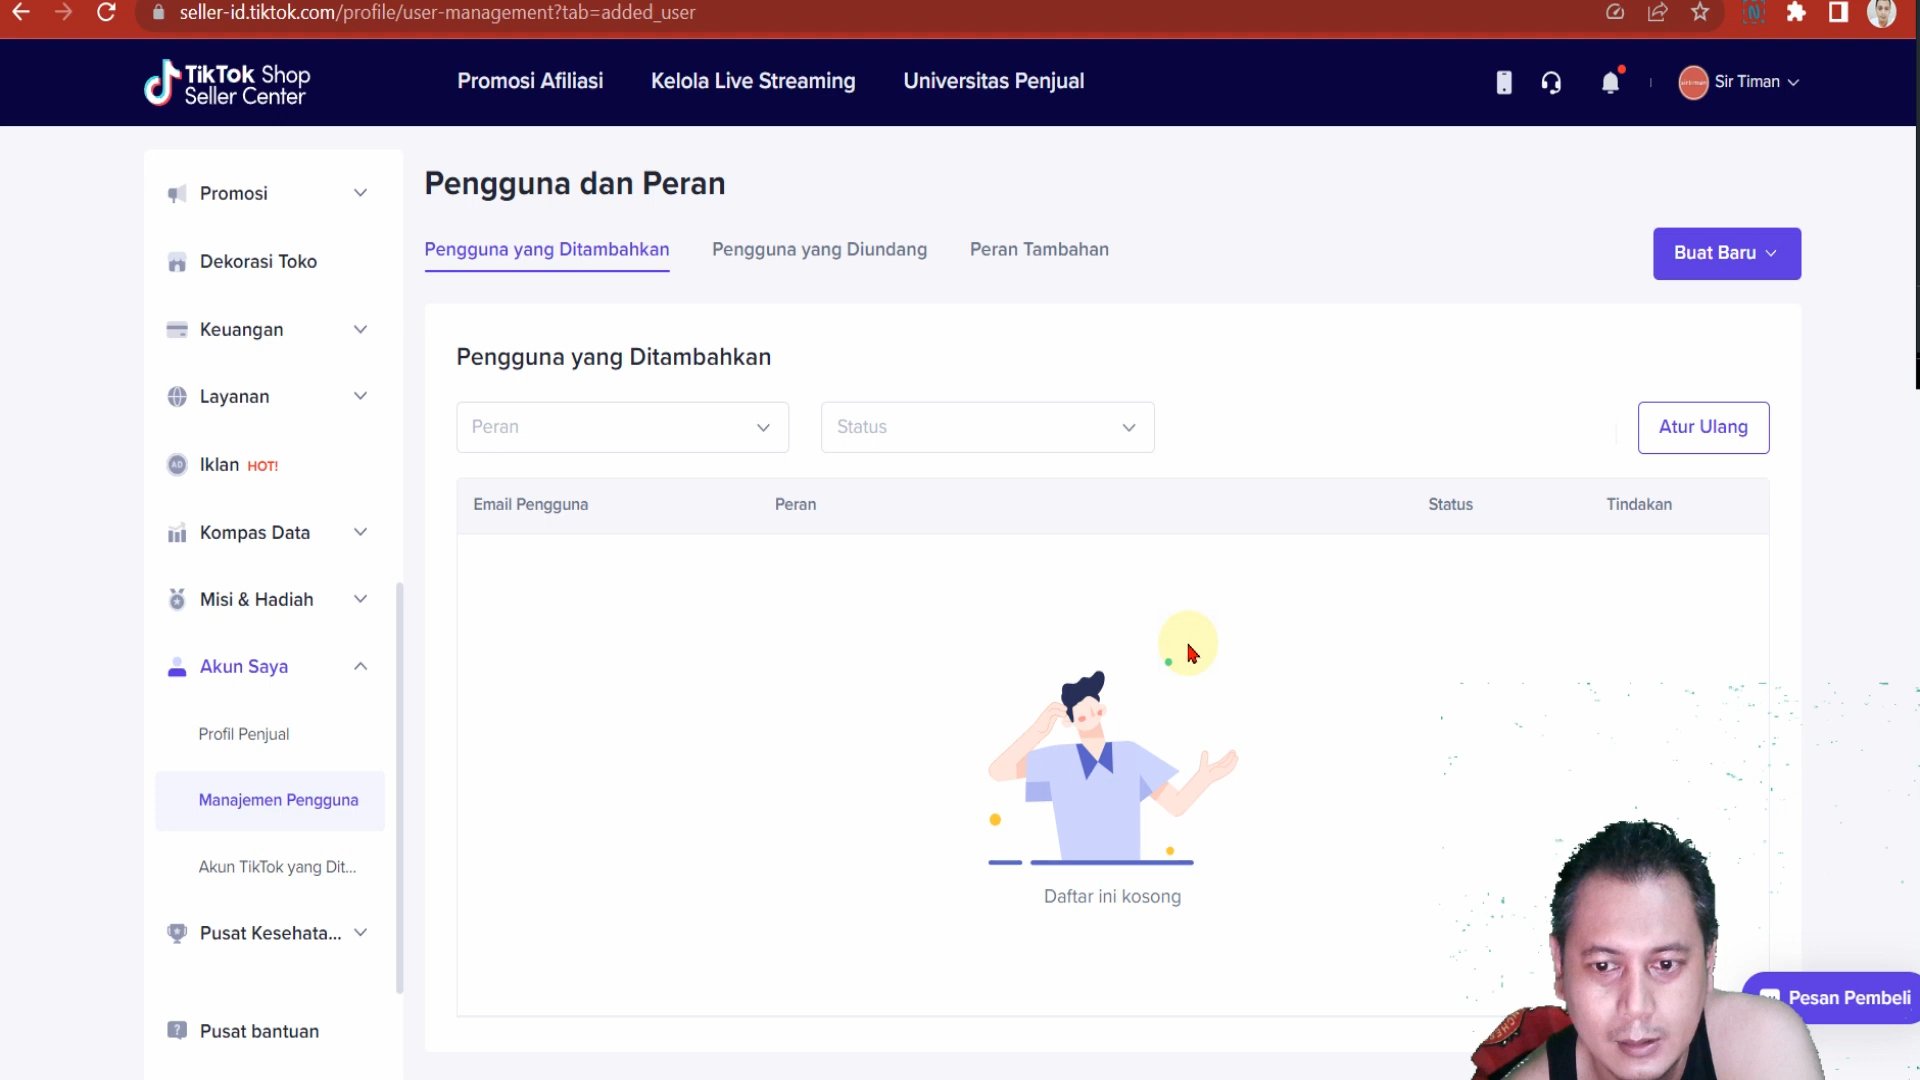 seller-id.tiktok.com/profile/user-management?tab=added_user
TikTok Shop
Seller Center
Promosi Afiliasi
Kelola Live Streaming
Universitas Penjual
Sir Timan
Promosi
Dekorasi Toko
Keuangan
Layanan
AD
Iklan HOT!
Kompas Data
Misi & Hadiah
Akun Saya
Profil Penjual
Manajemen Pengguna
Akun TikTok yang Dit...
Pusat Kesehata...
Pusat bantuan
Pengguna dan Peran
Pengguna yang Ditambahkan
Pengguna yang Diundang
Peran Tambahan
Buat Baru
Pengguna yang Ditambahkan
Peran
Status
Atur Ulang
Email Pengguna
Peran
Status
Tindakan
Daftar ini kosong
Pesan Pembeli